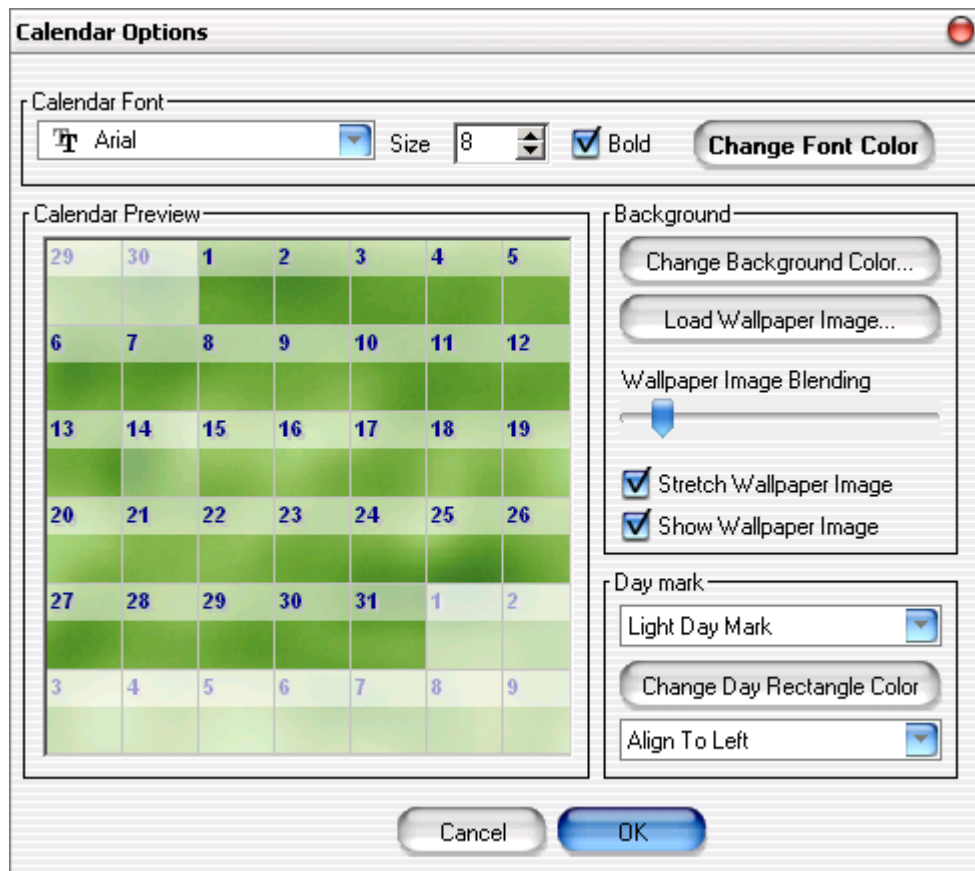 Calendar Options
Calendar Font
Arial Size 8 Bold Change Font Color
Calendar Preview
29 30 1 2 3 4 5
6 7 8 9 10 11 12
13 14 15 16 17 18 19
20 21 22 23 24 25 26
27 28 29 30 31 1 2
3 4 5 6 7 8 9
Background
Change Background Color...
Load Wallpaper Image...
Wallpaper Image Blending
Stretch Wallpaper Image
Show Wallpaper Image
Day mark
Light Day Mark
Change Day Rectangle Color
Align To Left
Cancel OK